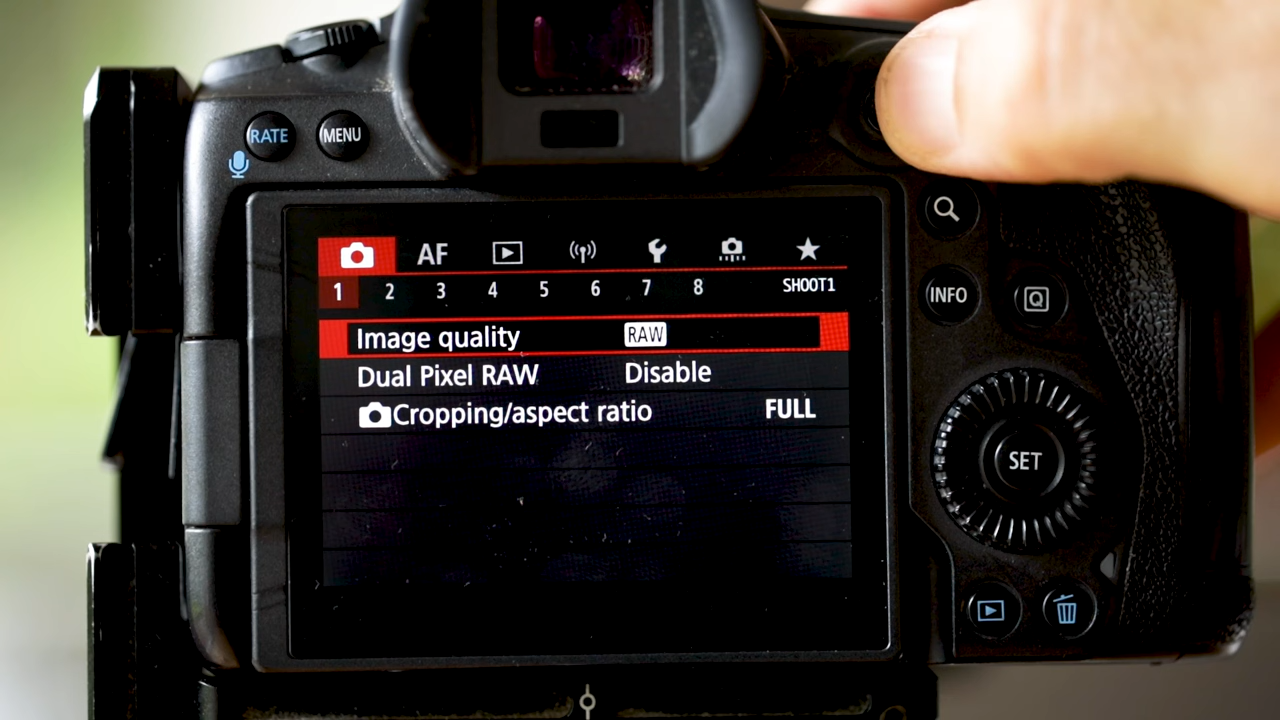 RATE
MENU
AF
1 2 3 4 5 6 7 8 SHOOT1
Image quality RAW
Dual Pixel RAW Disable
Cropping/aspect ratio FULL
INFO
Q
SET